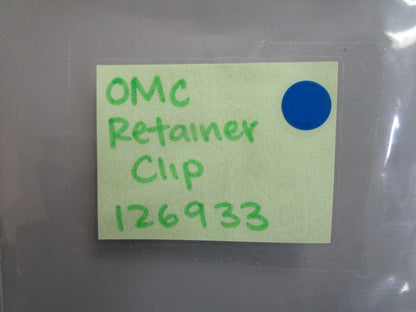 OMC
Retainer
Clip
126933